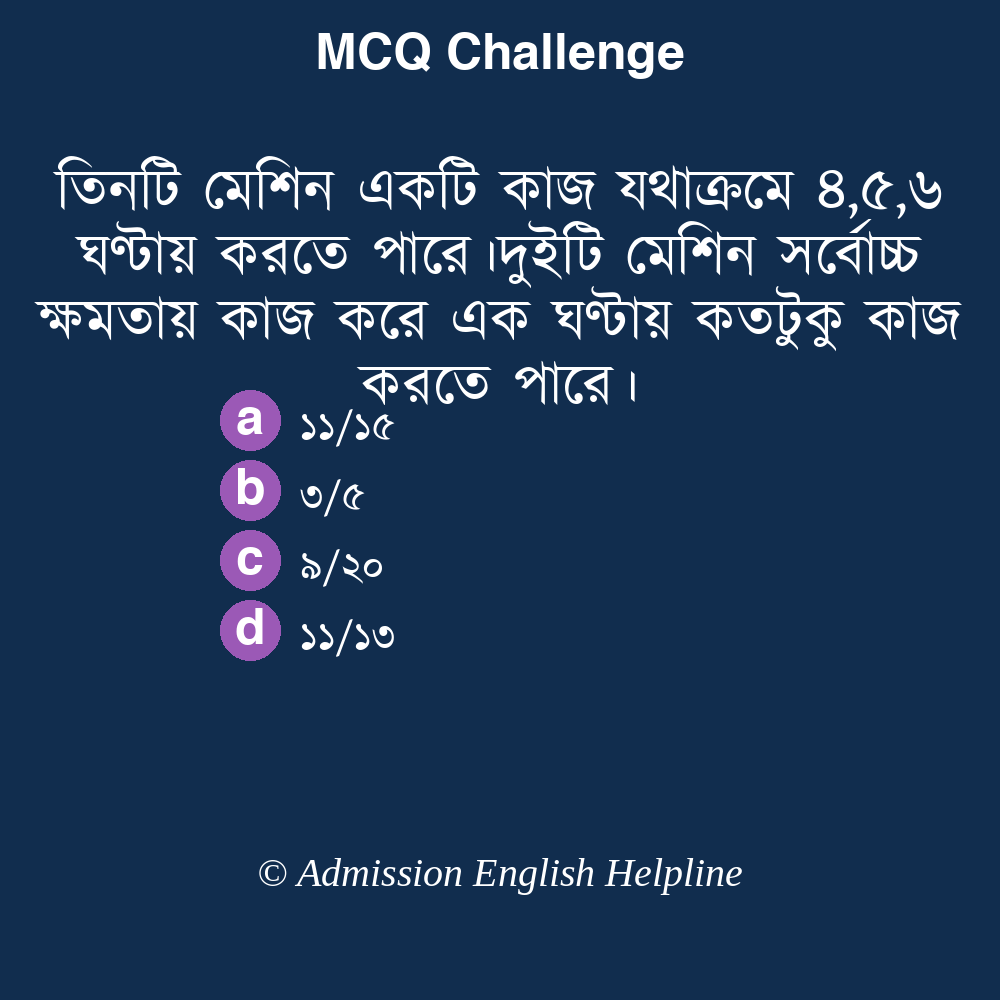 MCQ Challenge
তিনটি মেশিন একটি কাজ যথাক্রমে ৪,৫,৬
ঘণ্টায় করতে পারে।দুইটি মেশিন সর্বোচ্চ
ক্ষমতায় কাজ করে এক ঘণ্টায় কতটুকু কাজ
করতে পারে।
a ১১/১৫
b ৩/৫
c ৯/২০
d ১১/১৩
© Admission English Helpline